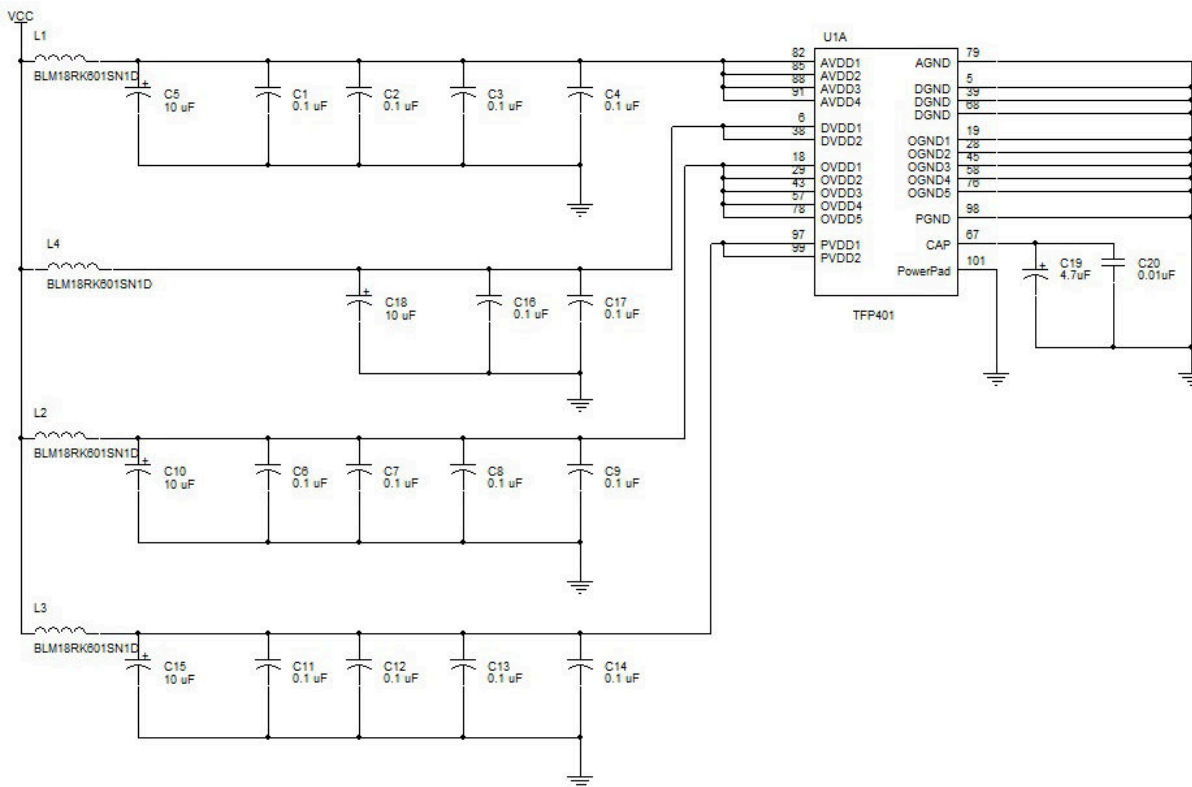 VCC
L1
BLM18RK601SN1D
C5
10 uF
C1
0.1 uF
C2
0.1 uF
C3
0.1 uF
C4
0.1 uF
L4
BLM18RK601SN1D
C18
10 uF
C16
0.1 uF
C17
0.1 uF
L2
BLM18RK601SN1D
C10
10 uF
C6
0.1 uF
C7
0.1 uF
C8
0.1 uF
C9
0.1 uF
L3
BLM18RK601SN1D
C15
10 uF
C11
0.1 uF
C12
0.1 uF
C13
0.1 uF
C14
0.1 uF
U1A
82 AVDD1
85 AVDD2
88 AVDD3
91 AVDD4
6 DVDD1
38 DVDD2
18 OVDD1
29 OVDD2
43 OVDD3
57 OVDD4
78 OVDD5
97 PVDD1
99 PVDD2
AGND 79
DGND 5
DGND 39
DGND 68
OGND1 19
OGND2 28
OGND3 45
OGND4 58
OGND5 76
PGND 98
CAP 67
PowerPad 101
TFP401
C19
4.7uF
C20
0.01uF